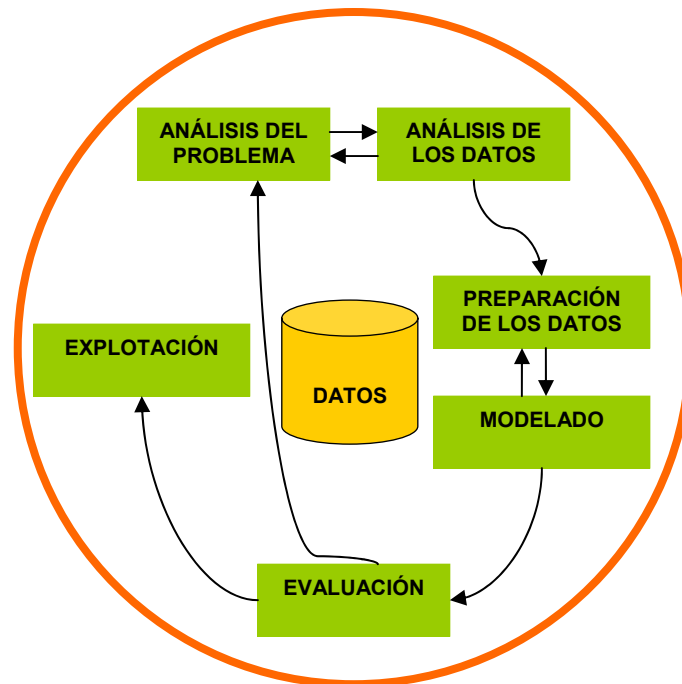 ANÁLISIS DEL
PROBLEMA
ANÁLISIS DE
LOS DATOS
PREPARACIÓN
DE LOS DATOS
EXPLOTACIÓN
DATOS
MODELADO
EVALUACIÓN